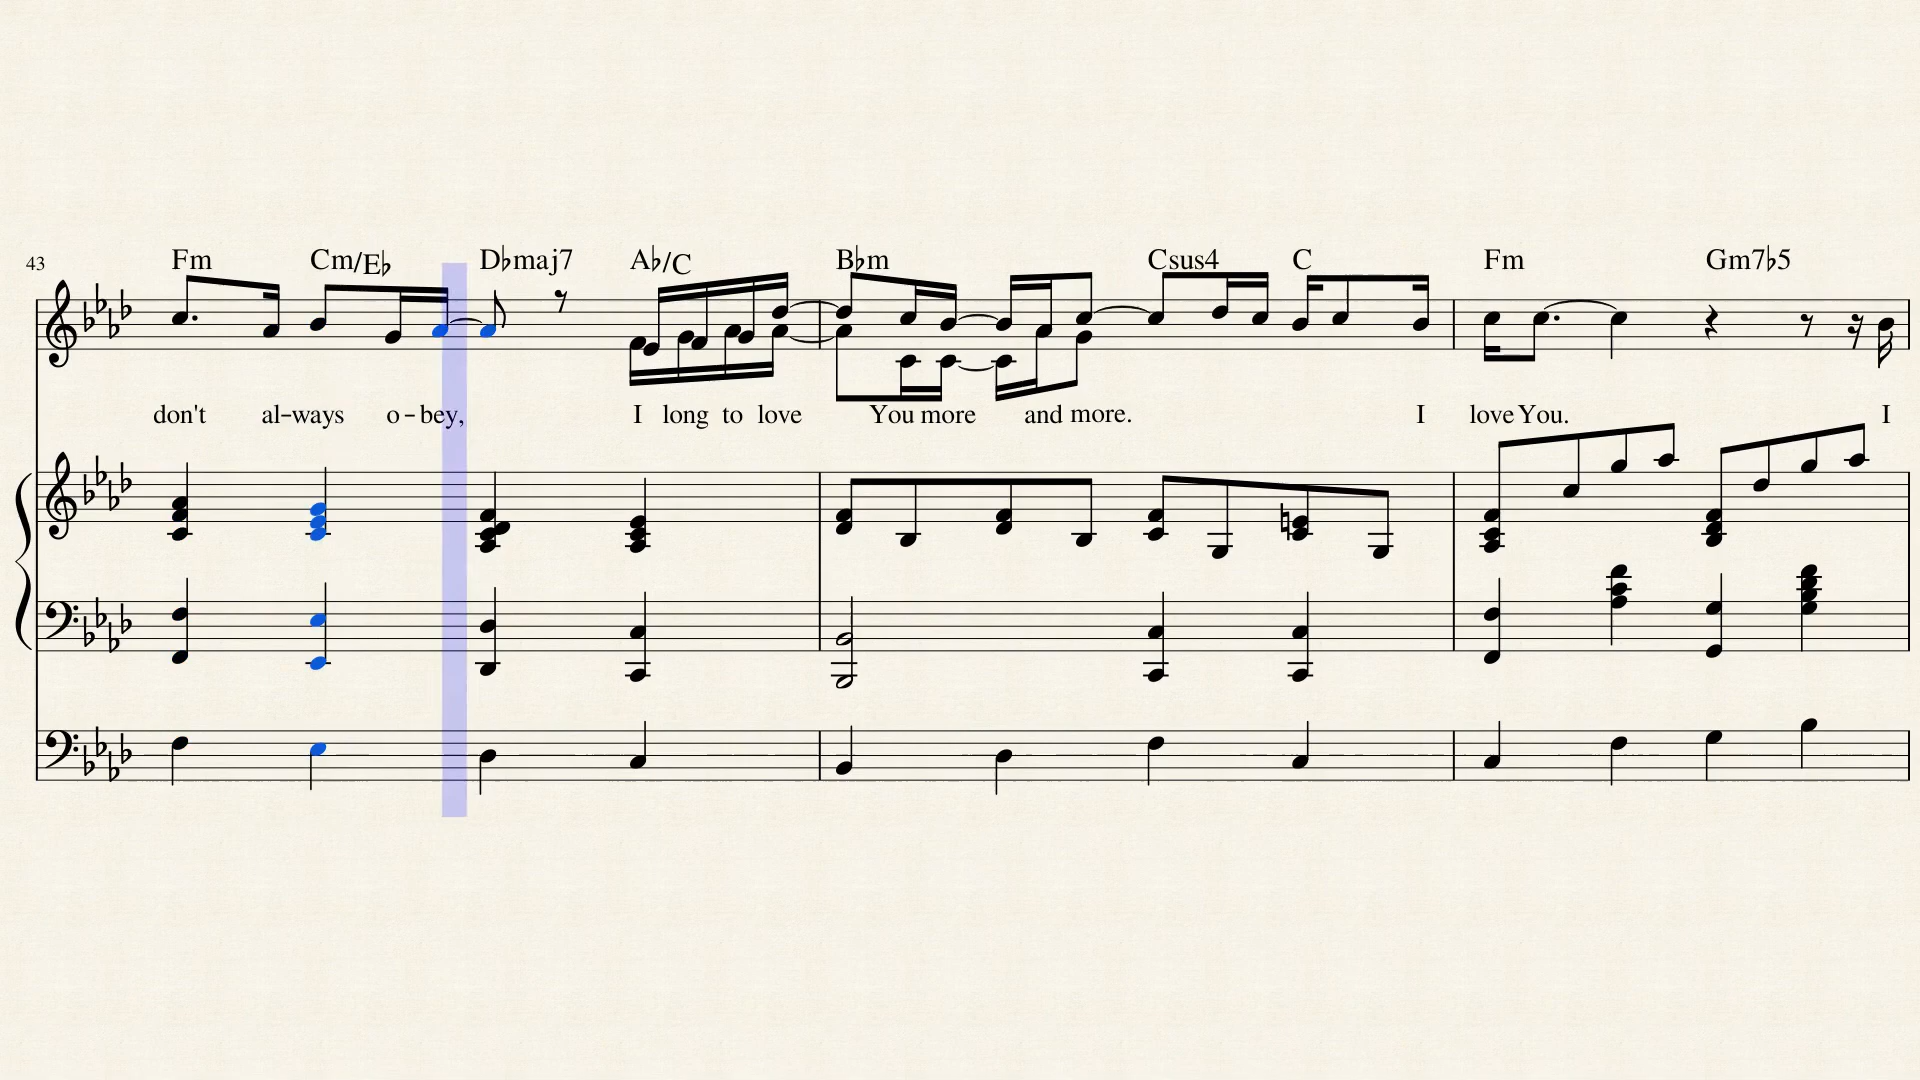 43 Fm Cm/E♭ D♭maj7 A♭/C B♭m Csus4 C Fm Gm7♭5
don't al-ways o-bey, I long to love You more and more. I love You. I